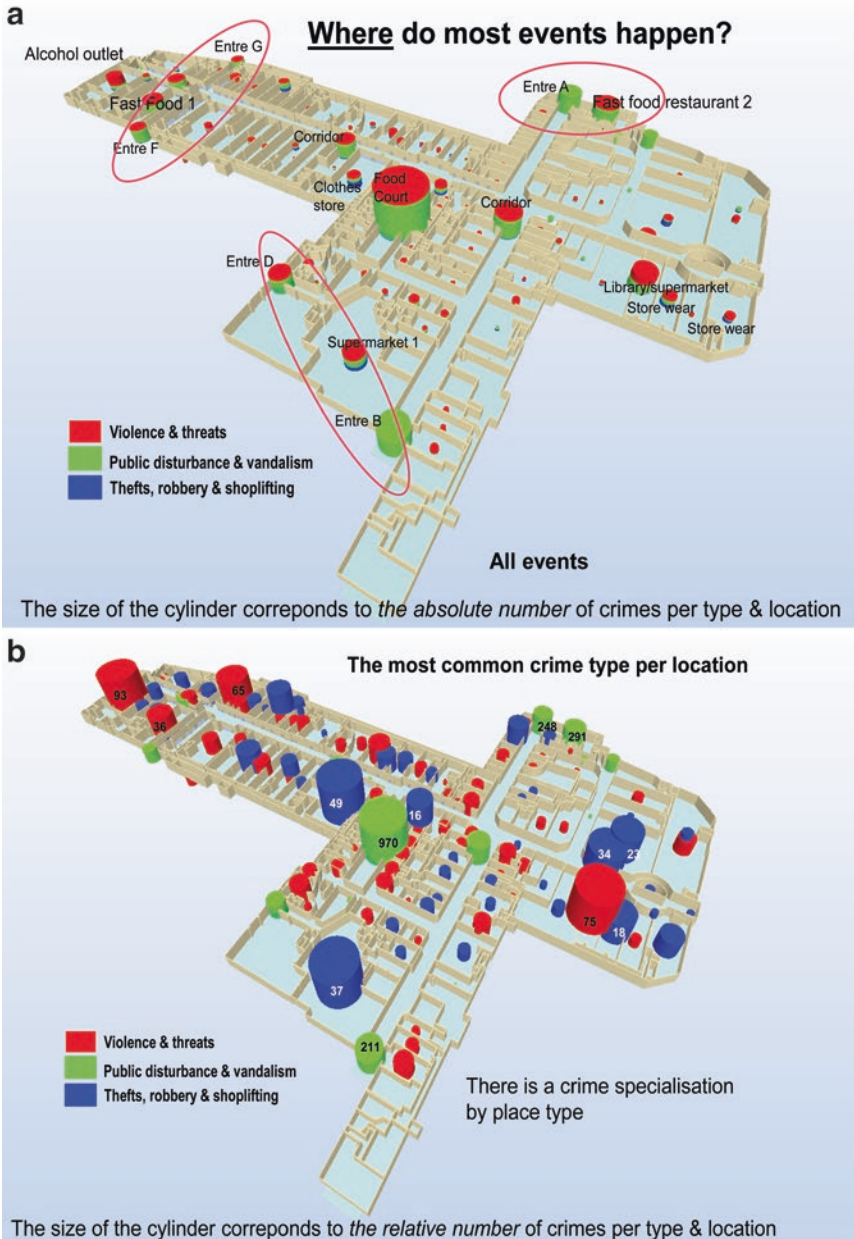 a
Where do most events happen?
Entre G
Alcohol outlet
Entre A
Fast Food 1
Fast food restaurant 2
Entre F
Corridor
Clothes
store
Food
Court
Corridor
Entre D
Library/supermarket
Store wear
Store wear
Supermarket 1
Entre B
Violence & threats
Public disturbance & vandalism
Thefts, robbery & shoplifting
All events
The size of the cylinder correponds to the absolute number of crimes per type & location
b
The most common crime type per location
93
65
36
248
291
49
16
970
34
23
75
18
37
211
Violence & threats
Public disturbance & vandalism
Thefts, robbery & shoplifting
There is a crime specialisation
by place type
The size of the cylinder correponds to the relative number of crimes per type & location